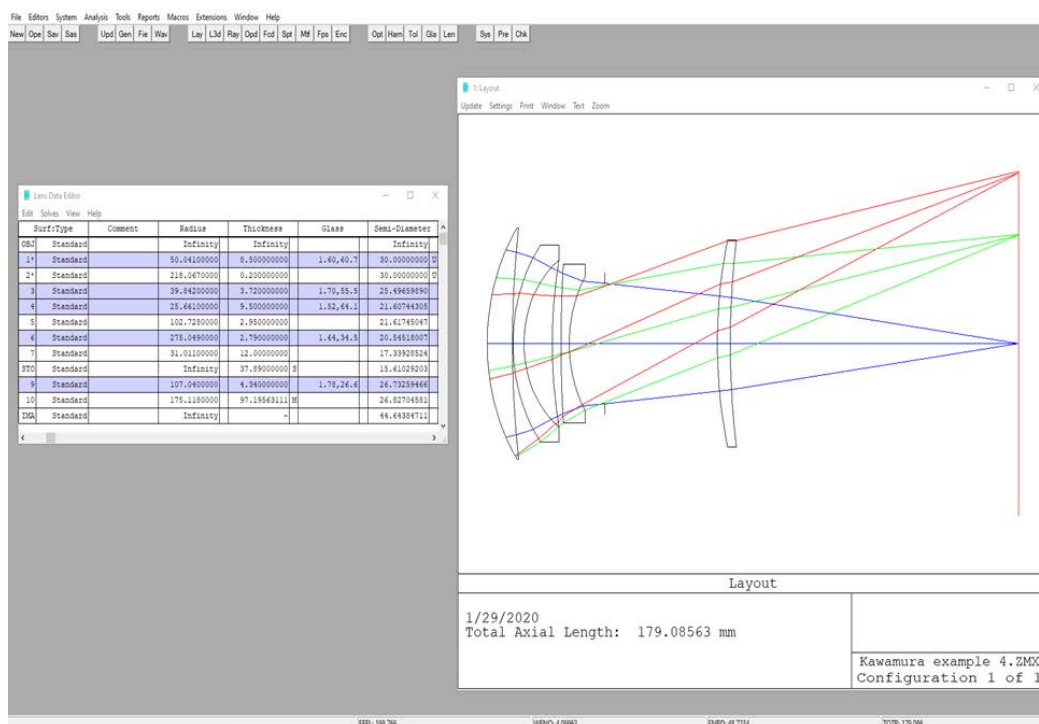 File Editors System Analysis Tools Reports Macros Extensions Window Help
New Ope Sav Sas Upd Gen Fie Wav Lay L3d Ray Opd Fcd Spt Mtf Fps Enc Opt Ham Tol Gla Len Sys Pre Chk
1: Layout
Update Settings Print Window Text Zoom
Lens Data Editor
Edit Solves View Help
Surf:Type Comment Radius Thickness Glass Semi-Diameter
OBJ Standard Infinity Infinity Infinity
1* Standard 50.04100000 8.50000000 1.60,60.7 30.00000000 U
2* Standard 218.0670000 0.20000000 30.00000000 U
3 Standard 39.84200000 3.72000000 1.70,55.5 25.49659890
4 Standard 25.66100000 9.50000000 1.52,64.1 21.60744305
5 Standard 102.7280000 2.95000000 21.61745047
6 Standard 275.0490000 2.79000000 1.64,34.5 20.54518007
7 Standard 31.01100000 12.00000000 17.33928524
STO Standard Infinity 37.89000000 S 15.61029203
9 Standard 107.0400000 4.34000000 1.78,26.6 26.73259466
10 Standard 175.1180000 97.19563111 M 26.82704581
IMA Standard Infinity - 44.64384711
Layout
1/29/2020
Total Axial Length: 179.08563 mm
Kawamura example 4.ZMX
Configuration 1 of 1